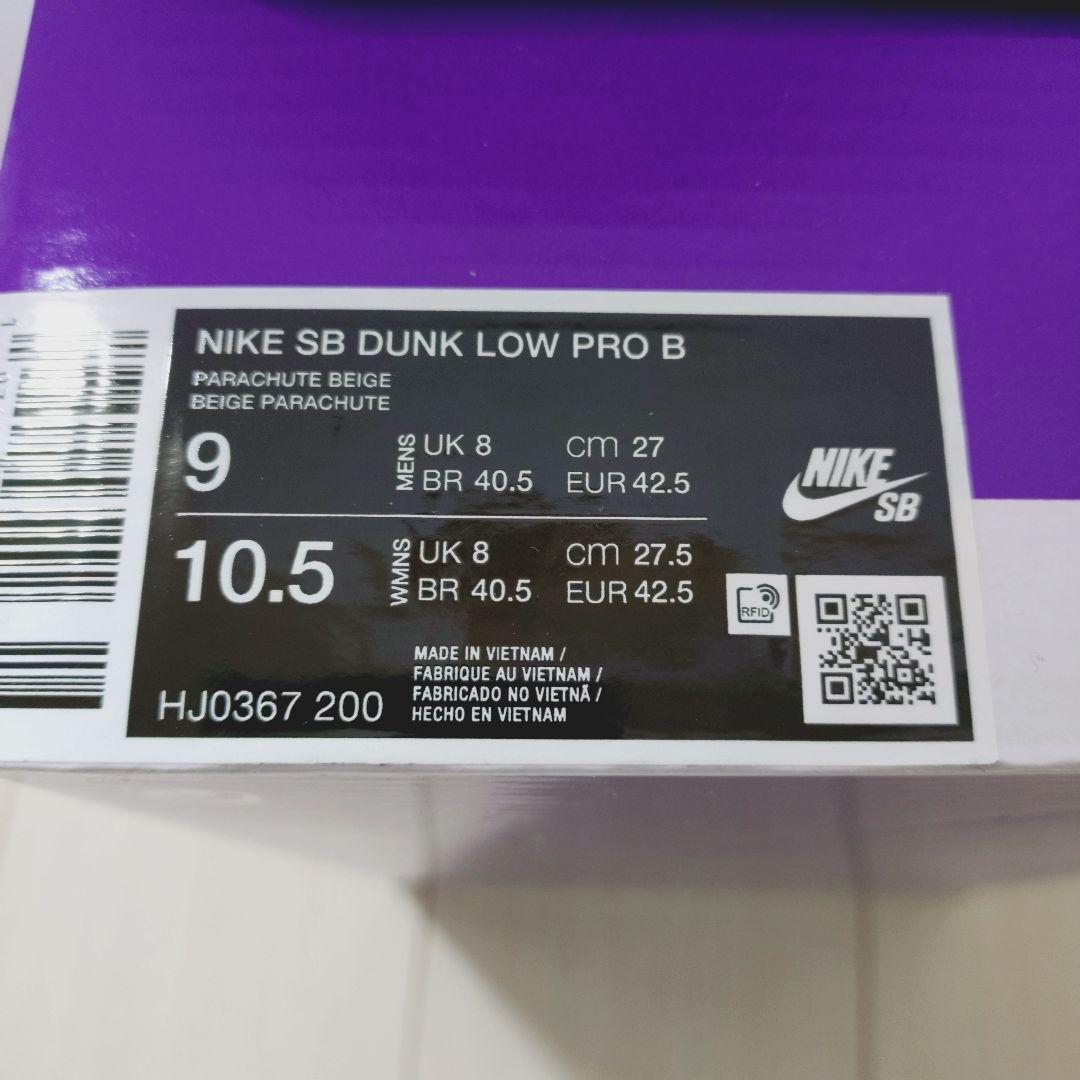 NIKE SB DUNK LOW PRO B
PARACHUTE BEIGE
BEIGE PARACHUTE
9 MENS UK 8 cm 27
BR 40.5 EUR 42.5
10.5 WMNS UK 8 cm 27.5
BR 40.5 EUR 42.5
NIKE
SB
RFID
MADE IN VIETNAM /
FABRIQUE AU VIETNAM /
FABRICADO NO VIETNÃ /
HECHO EN VIETNAM
HJ0367 200